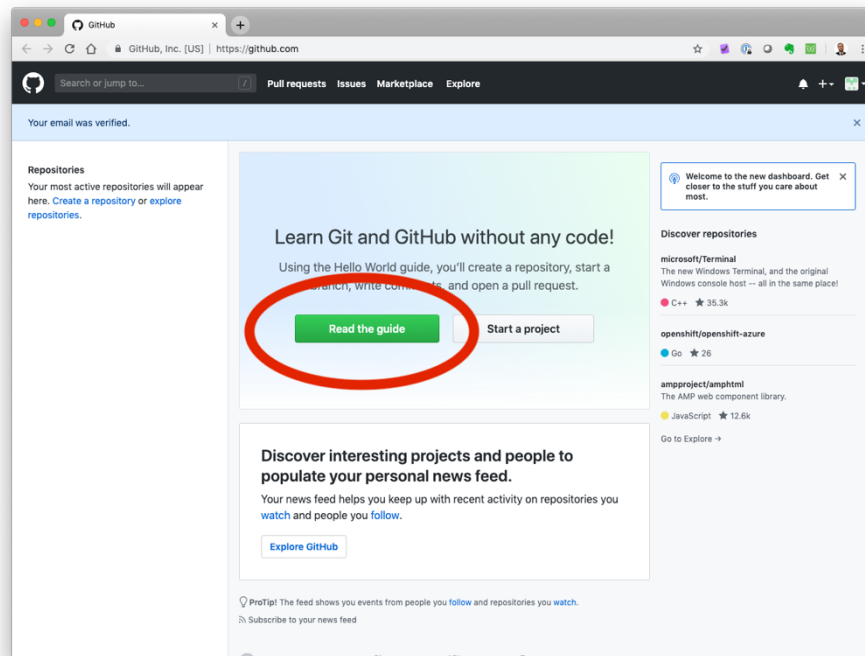 GitHub
GitHub, Inc. [US] | https://github.com
Search or jump to...
/
Pull requests Issues Marketplace Explore
Your email was verified.
Repositories
Your most active repositories will appear
here. Create a repository or explore
repositories.
Learn Git and GitHub without any code!
Using the Hello World guide, you'll create a repository, start a
branch, write comments, and open a pull request.
Read the guide
Start a project
Discover interesting projects and people to
populate your personal news feed.
Your news feed helps you keep up with recent activity on repositories you
watch and people you follow.
Explore GitHub
ProTip! The feed shows you events from people you follow and repositories you watch.
Subscribe to your news feed
Welcome to the new dashboard. Get
closer to the stuff you care about
most.
Discover repositories
microsoft/Terminal
The new Windows Terminal, and the original
Windows console host -- all in the same place!
C++ 35.3k
openshift/openshift-azure
Go 26
ampproject/amphtml
The AMP web component library.
JavaScript 12.6k
Go to Explore →